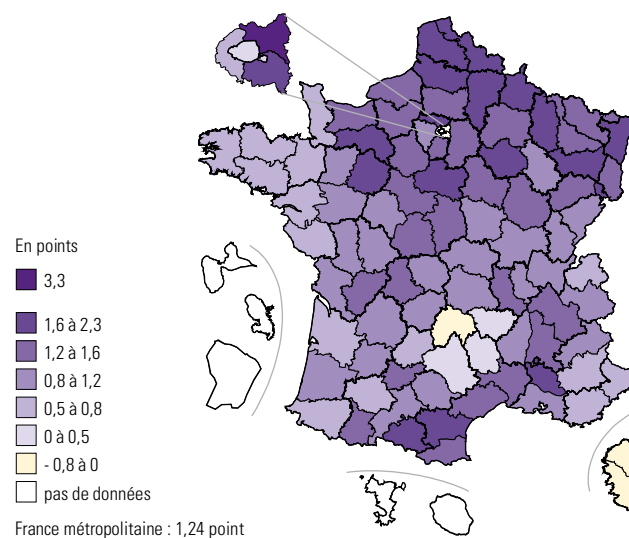 En points
3,3
1,6 à 2,3
1,2 à 1,6
0,8 à 1,2
0,5 à 0,8
0 à 0,5
- 0,8 à 0
pas de données
France métropolitaine : 1,24 point